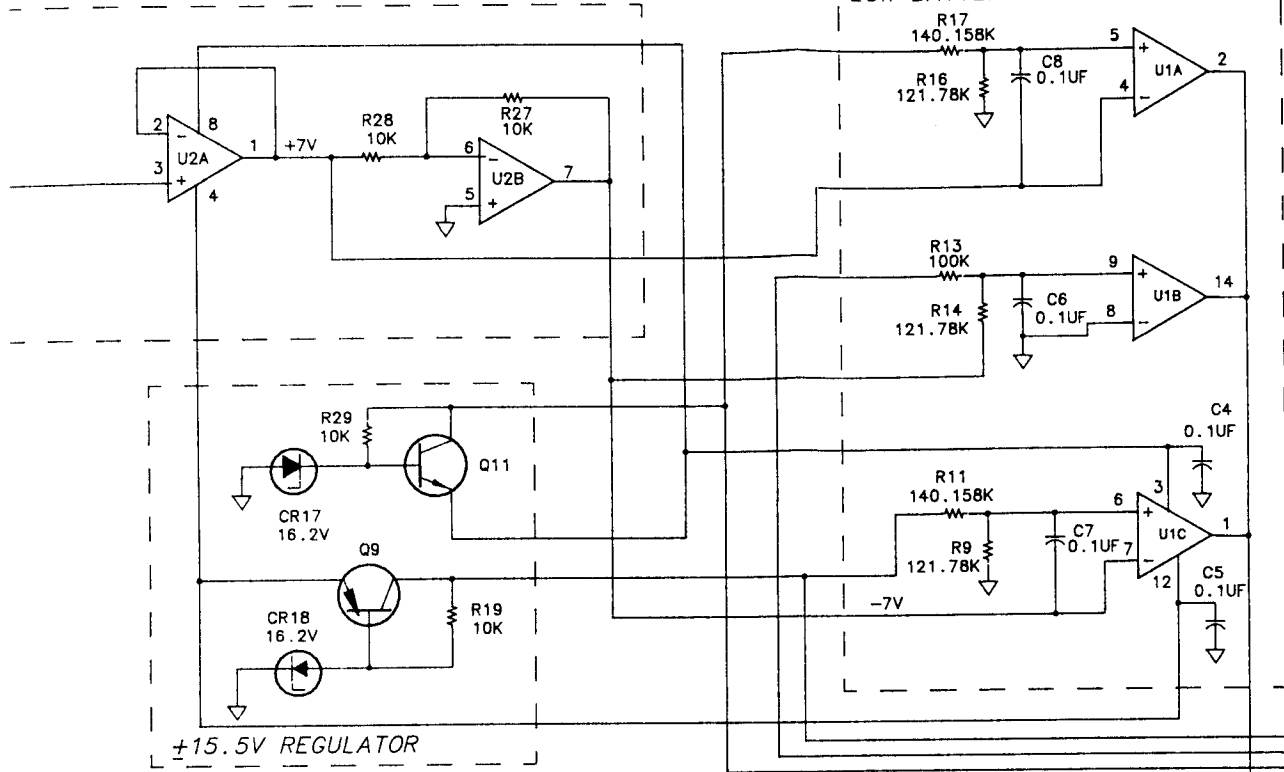 R17
140.158K
R16
121.78K
C8
0.1UF
5
4
+
-
U1A
2
2
3
-
+
U2A
8
4
1
+7V
R28
10K
R27
10K
6
5
-
+
U2B
7
R13
100K
R14
121.78K
C6
0.1UF
9
8
+
-
U1B
14
R29
10K
Q11
CR17
16.2V
C4
0.1UF
R11
140.158K
R9
121.78K
C7
0.1UF
6
7
+
-
U1C
3
12
1
C5
0.1UF
-7V
Q9
R19
10K
CR18
16.2V
±15.5V REGULATOR